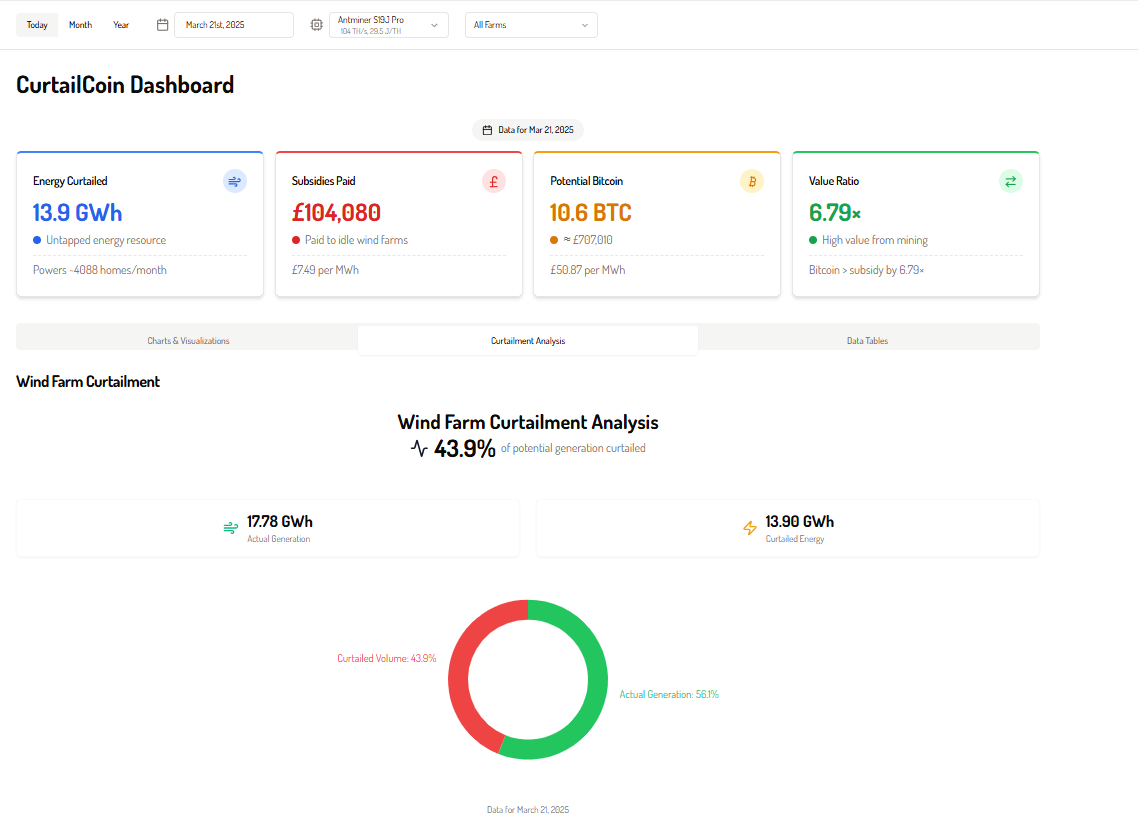 Today Month Year March 21st, 2025 Antminer S19J Pro All Farms
104 TH/s, 29.5 J/TH
CurtailCoin Dashboard
Data for Mar 21, 2025
Energy Curtailed
13.9 GWh
Untapped energy resource
Powers ~4088 homes/month
Subsidies Paid
£
£104,080
Paid to idle wind farms
£7.49 per MWh
Potential Bitcoin
₿
10.6 BTC
≈ £707,010
£50.87 per MWh
Value Ratio
6.79×
High value from mining
Bitcoin > subsidy by 6.79×
Charts & Visualizations Curtailment Analysis Data Tables
Wind Farm Curtailment
Wind Farm Curtailment Analysis
43.9% of potential generation curtailed
17.78 GWh
Actual Generation
13.90 GWh
Curtailed Energy
Curtailed Volume: 43.9%
Actual Generation: 56.1%
Data for March 21, 2025